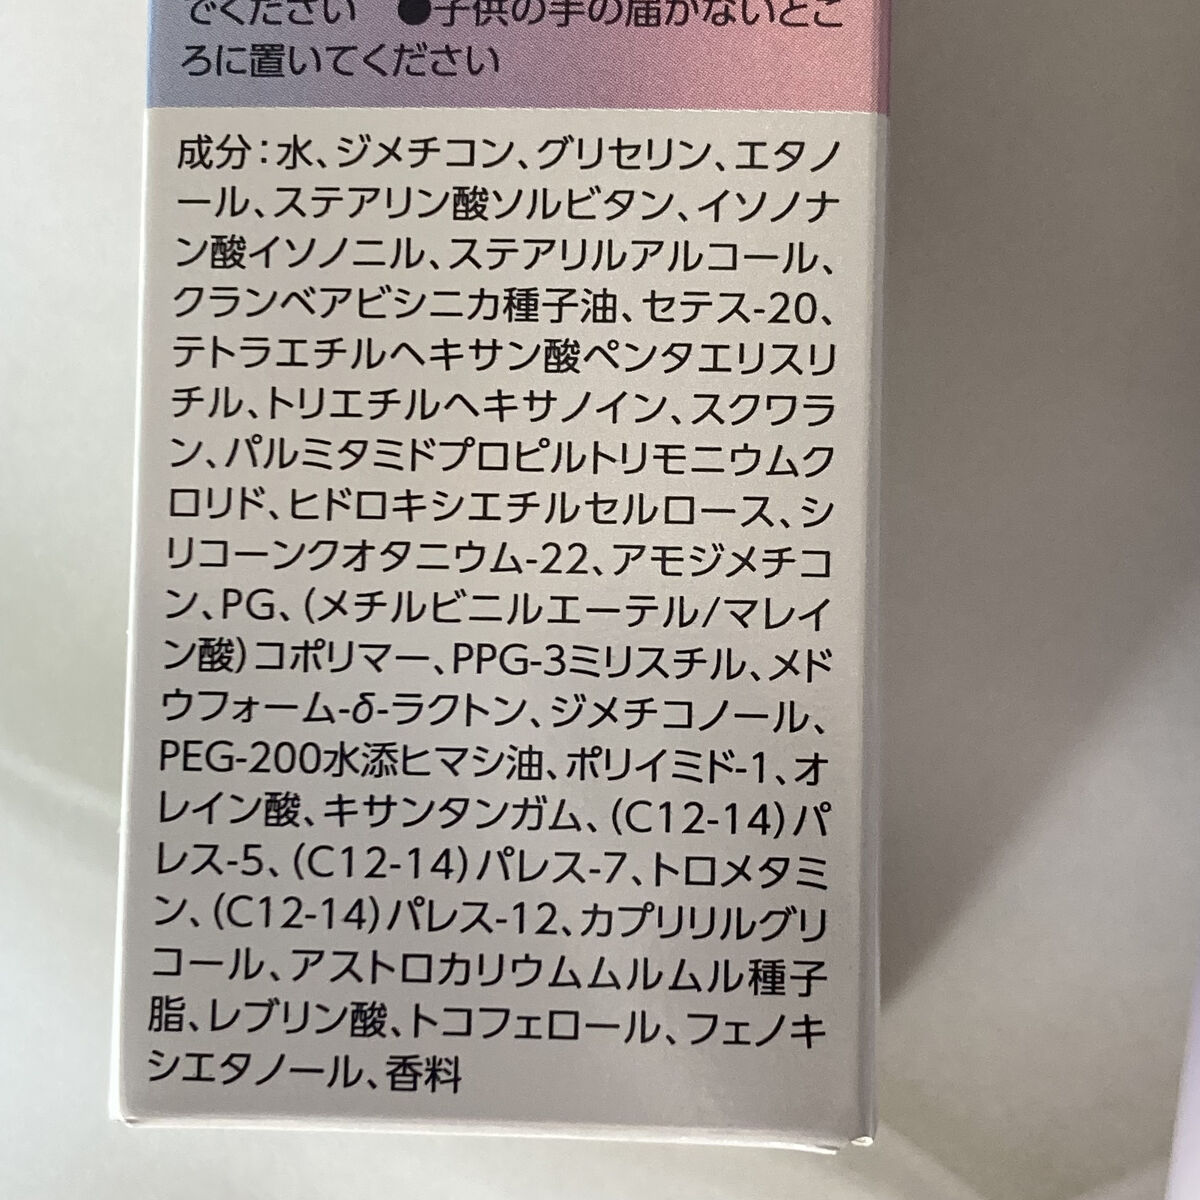 でください ●子供の手の届かないとこ
ろに置いてください
成分：水、ジメチコン、グリセリン、エタノ
ール、ステアリン酸ソルビタン、イソノナ
ン酸イソノニル、ステアリルアルコール、
クランベアビシニカ種子油、セテス-20、
テトラエチルヘキサン酸ペンタエリスリ
チル、トリエチルヘキサノイン、スクワラ
ン、パルミタミドプロピルトリモニウムク
ロリド、ヒドロキシエチルセルロース、シ
リコーンクオタニウム-22、アモジメチコ
ン、PG、(メチルビニルエーテル/マレイ
ン酸)コポリマー、PPG-3ミリスチル、メド
ウフォーム-δ-ラクトン、ジメチコノール、
PEG-200水添ヒマシ油、ポリイミド-1、オ
レイン酸、キサンタンガム、(C12-14)パ
レス-5、(C12-14)パレス-7、トロメタミ
ン、(C12-14)パレス-12、カプリリルグリ
コール、アストロカリウムムルムル種子
脂、レブリン酸、トコフェロール、フェノキ
シエタノール、香料